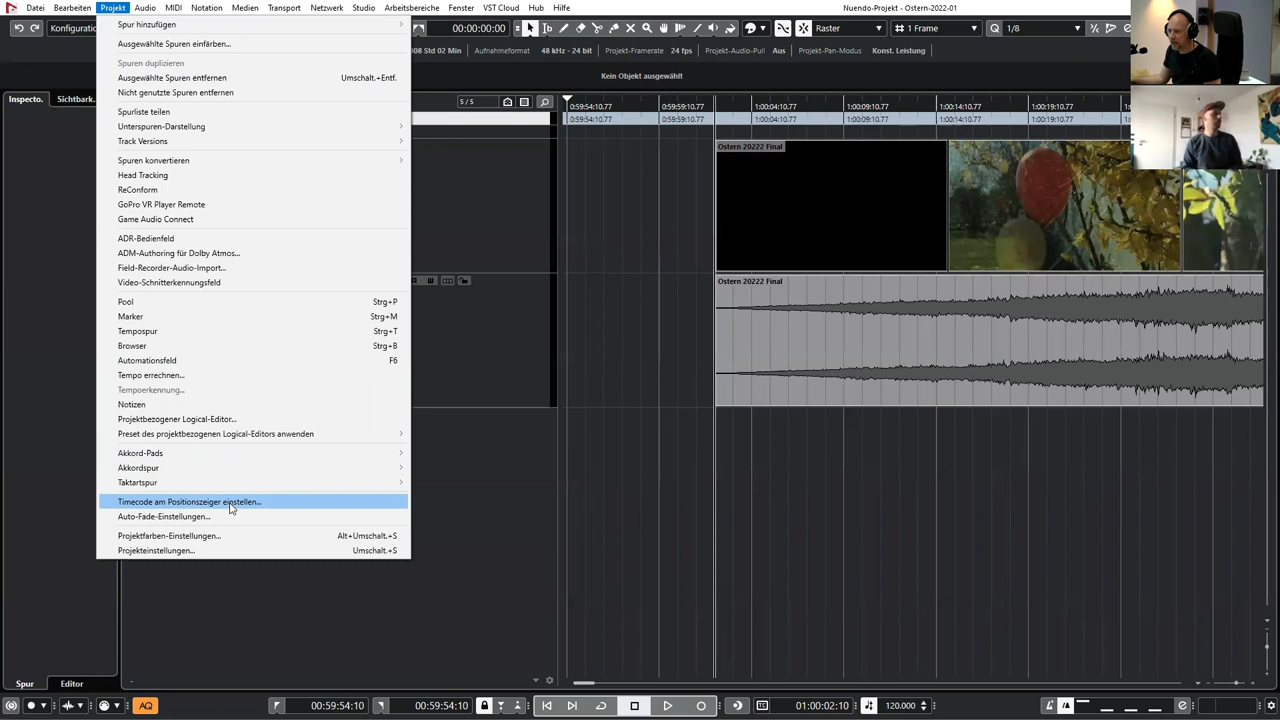 Datei Bearbeiten Projekt Audio MIDI Notation Medien Transport Netzwerk Studio Arbeitsbereiche Fenster VST Cloud Hub Hilfe
Nuendo-Projekt - Ostern-2022-01
Konfiguratio
00:00:00:00
Raster
1 Frame
1/8
308 Std 02 Min Aufnahmeformat 48 kHz - 24 bit Projekt-Framerate 24 fps Projekt-Audio-Pull Aus Projekt-Pan-Modus Konst. Leistung
Kein Objekt ausgewählt
Inspecto. Sichtbark.
5 / 5
0:59:54:10.77 0:59:59:10.77 1:00:04:10.77 1:00:09:10.77 1:00:14:10.77 1:00:19:10.77
0:59:54:10.77 0:59:59:10.77 1:00:04:10.77 1:00:09:10.77 1:00:14:10.77 1:00:19:10.77
Spur hinzufügen
Ausgewählte Spuren einfärben...
Spuren duplizieren
Ausgewählte Spuren entfernen Umschalt.+Entf.
Nicht genutzte Spuren entfernen
Spurliste teilen
Unterspuren-Darstellung
Track Versions
Spuren konvertieren
Head Tracking
ReConform
GoPro VR Player Remote
Game Audio Connect
ADR-Bedienfeld
ADM-Authoring für Dolby Atmos...
Field-Recorder-Audio-Import...
Video-Schnitterkennungsfeld
Pool Strg+P
Marker Strg+M
Tempospur Strg+T
Browser Strg+B
Automationsfeld F6
Tempo errechnen...
Tempoerkennung...
Notizen
Projektbezogener Logical-Editor...
Preset des projektbezogenen Logical-Editors anwenden
Akkord-Pads
Akkordspur
Taktartspur
Timecode am Positionszeiger einstellen...
Auto-Fade-Einstellungen...
Projektfarben-Einstellungen... Alt+Umschalt.+S
Projekteinstellungen... Umschalt.+S
Ostern 20222 Final
R W
Ostern 20222 Final
Spur Editor
AQ
00:59:54:10 00:59:54:10 01:00:02:10 120.000